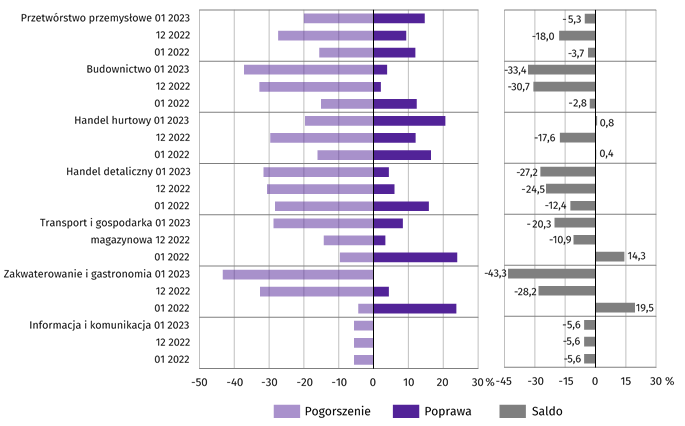 Przetwórstwo przemysłowe 01 2023 -5,3
12 2022 -18,0
01 2022 -3,7
Budownictwo 01 2023 -33,4
12 2022 -30,7
01 2022 -2,8
Handel hurtowy 01 2023 0,8
12 2022 -17,6
01 2022 0,4
Handel detaliczny 01 2023 -27,2
12 2022 -24,5
01 2022 -12,4
Transport i gospodarka 01 2023 -20,3
magazynowa 12 2022 -10,9
01 2022 14,3
Zakwaterowanie i gastronomia 01 2023 -43,3
12 2022 -28,2
01 2022 19,5
Informacja i komunikacja 01 2023 -5,6
12 2022 -5,6
01 2022 -5,6
-50 -40 -30 -20 -10 0 10 20 30 % -45 -30 -15 0 15 30 %
Pogorszenie Poprawa Saldo